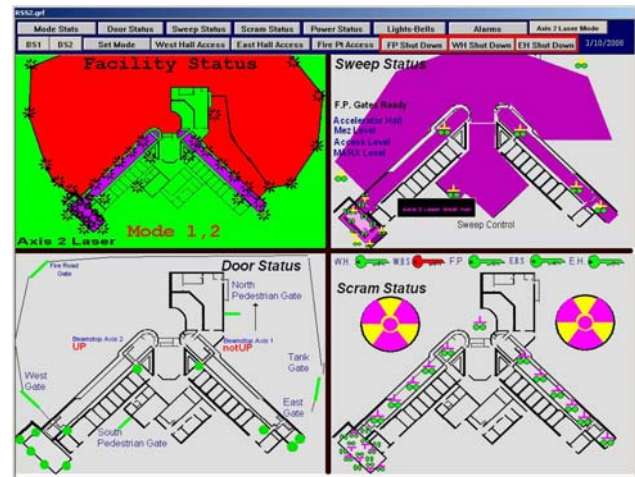 RSS2.grf
Mode Stats Door Status Sweep Status Scram Status Power Status Lights-Bells Alarms Axis 2 Laser Mode
BS1 BS2 Set Mode West Hall Access East Hall Access Fire Pt Access FP Shut Down WH Shut Down EH Shut Down 3/10/2008
Facility Status
Mode 1,2
Axis 2 Laser
Sweep Status
F.P. Gates Ready
Accelerator Hall
Mez Level
Access Level
MARX Level
Sweep Control
Door Status
Fire Road
Gate
North
Pedestrian Gate
Beamstop Axis 2
UP
Beamstop Axis 1
notUP
West
Gate
Tank
Gate
East
Gate
South
Pedestrian Gate
W.H. W.B.S F.P. E.B.S E.H.
Scram Status